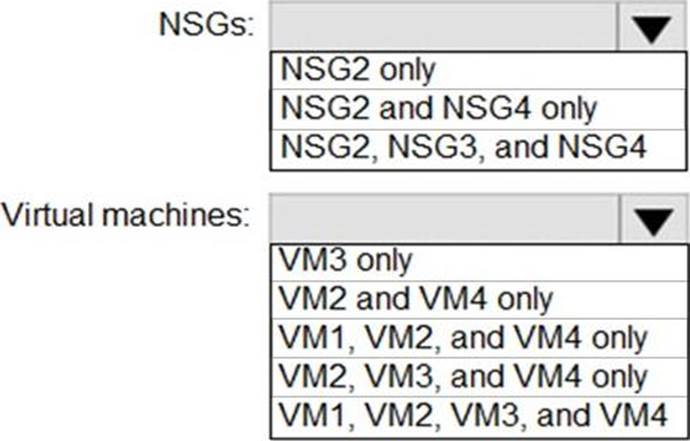 NSGs:
NSG2 only
NSG2 and NSG4 only
NSG2, NSG3, and NSG4
Virtual machines:
VM3 only
VM2 and VM4 only
VM1, VM2, and VM4 only
VM2, VM3, and VM4 only
VM1, VM2, VM3, and VM4